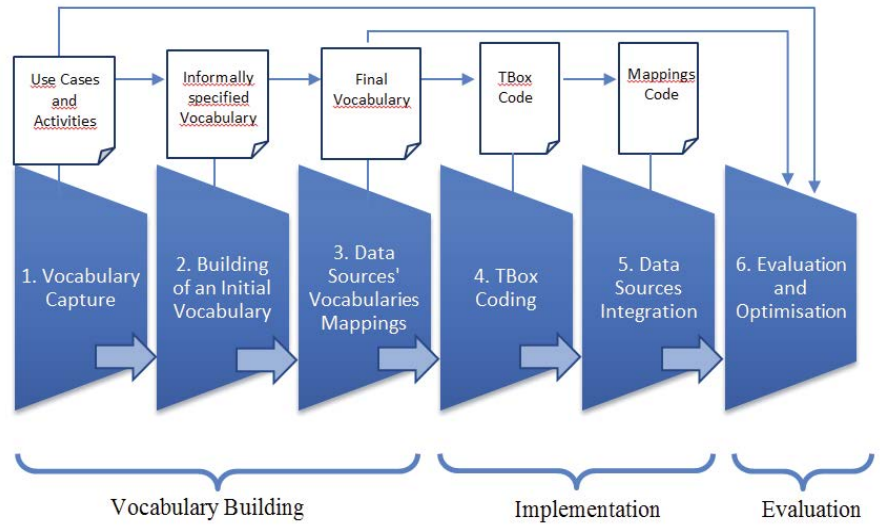 Use Cases
and
Activities
Informally
specified
Vocabulary
Final
Vocabulary
TBox
Code
Mappings
Code
1. Vocabulary
Capture
2. Building
of an Initial
Vocabulary
3. Data
Sources'
Vocabularies
Mappings
4. TBox
Coding
5. Data
Sources
Integration
6. Evaluation
and
Optimisation
Vocabulary Building
Implementation
Evaluation